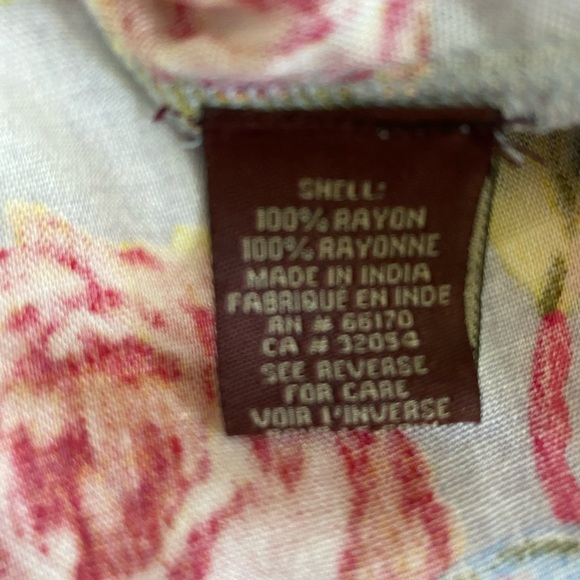 SHELL:
100% RAYON
100% RAYONNE
MADE IN INDIA
FABRIQUÉ EN INDE
RN # 66170
CA # 32054
SEE REVERSE
FOR CARE
VOIR L'INVERSE